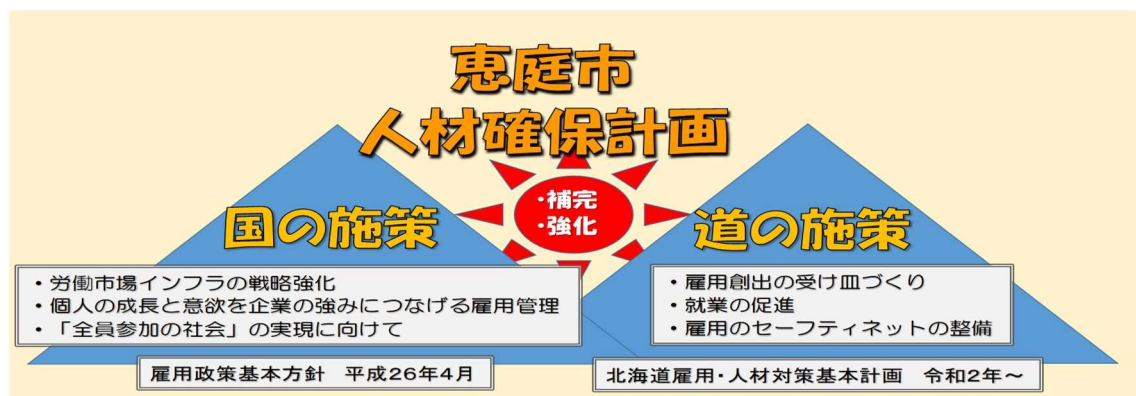 恵庭市
人材確保計画
・補完
・強化
国の施策
・労働市場インフラの戦略強化
・個人の成長と意欲を企業の強みにつなげる雇用管理
・「全員参加の社会」の実現に向けて
雇用政策基本方針　平成26年4月
道の施策
・雇用創出の受け皿づくり
・就業の促進
・雇用のセーフティネットの整備
北海道雇用・人材対策基本計画　令和2年～